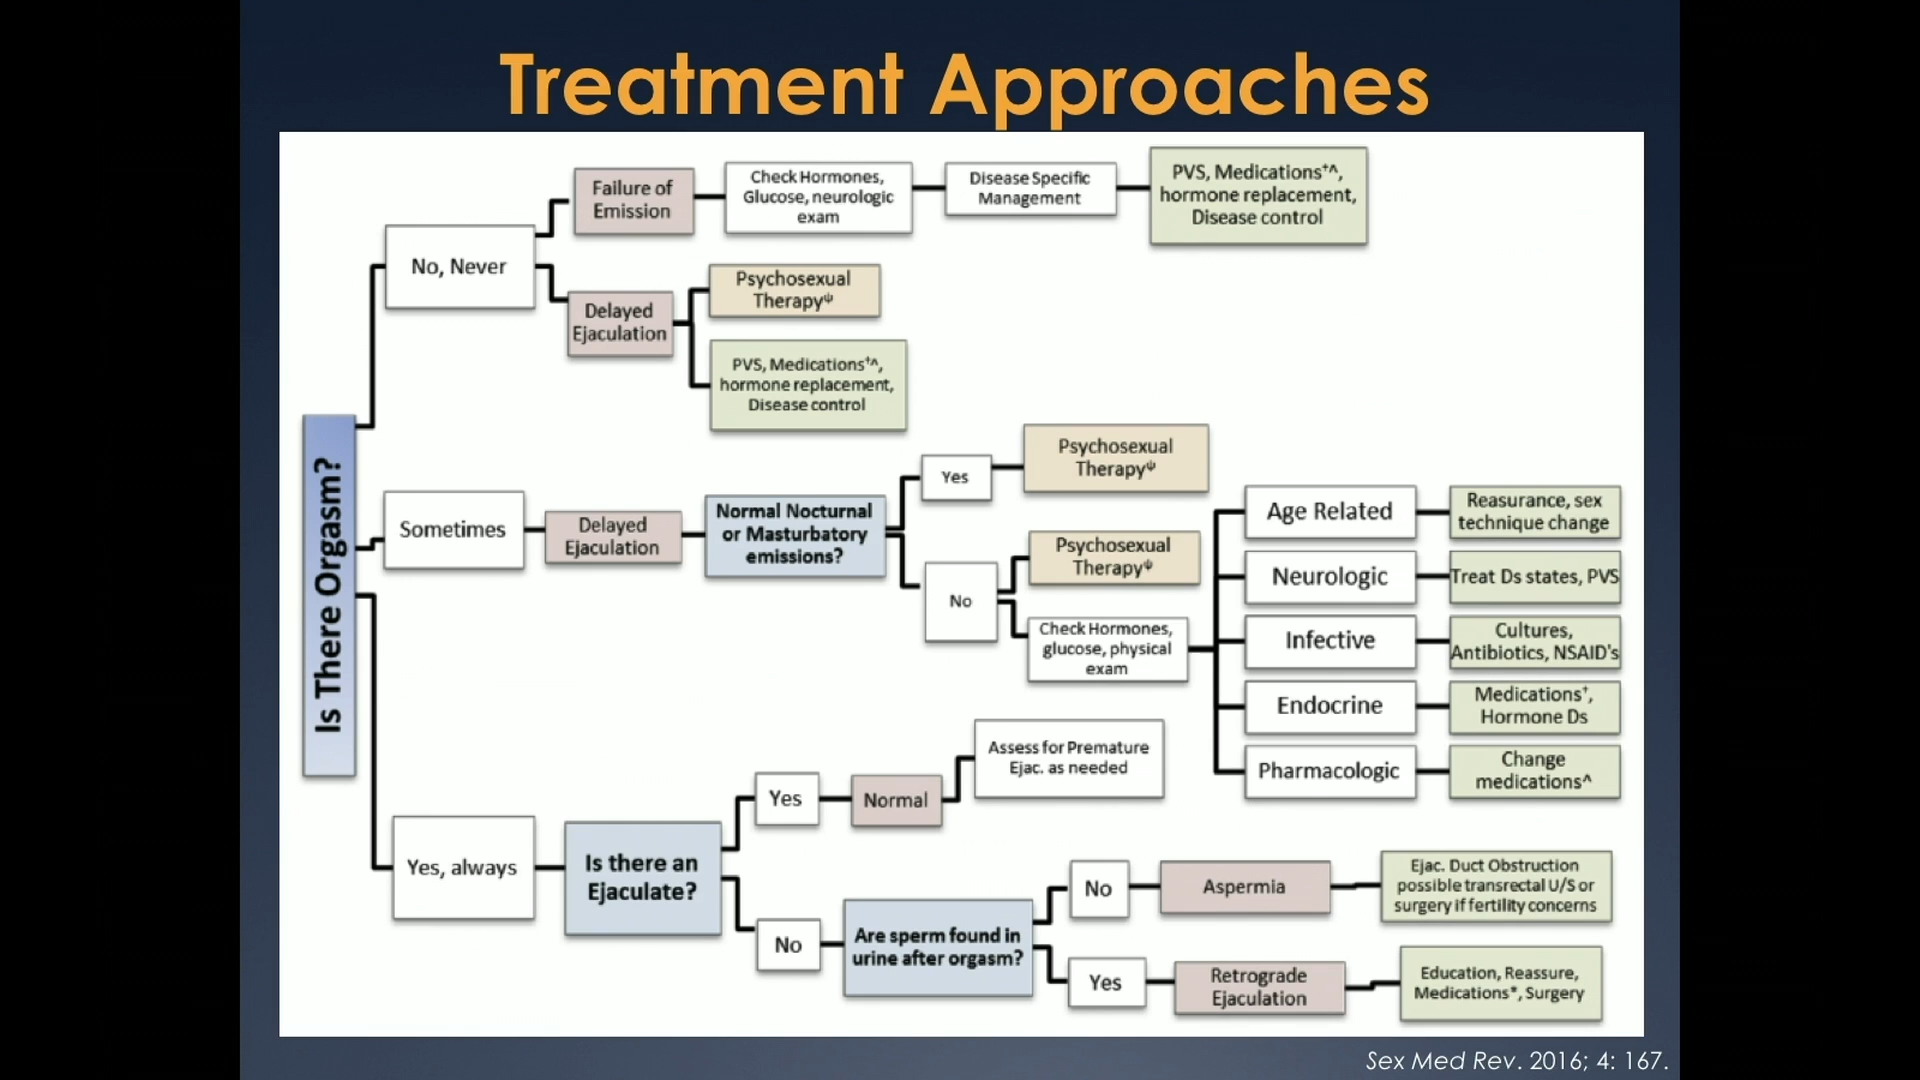 Treatment Approaches
Is There Orgasm?
No, Never
Failure of
Emission
Check Hormones,
Glucose, neurologic
exam
Disease Specific
Management
PVS, Medications⁺^,
hormone replacement,
Disease control
Delayed
Ejaculation
Psychosexual
Therapyᵠ
PVS, Medications⁺^,
hormone replacement,
Disease control
Sometimes
Delayed
Ejaculation
Normal Nocturnal
or Masturbatory
emissions?
Yes
Psychosexual
Therapyᵠ
No
Psychosexual
Therapyᵠ
Check Hormones,
glucose, physical
exam
Age Related
Reasurance, sex
technique change
Neurologic
Treat Ds states, PVS
Infective
Cultures,
Antibiotics, NSAID's
Endocrine
Medications⁺,
Hormone Ds
Pharmacologic
Change
medications^
Yes, always
Is there an
Ejaculate?
Yes
Normal
Assess for Premature
Ejac. as needed
No
Are sperm found in
urine after orgasm?
No
Aspermia
Ejac. Duct Obstruction
possible transrectal U/S or
surgery if fertility concerns
Yes
Retrograde
Ejaculation
Education, Reassure,
Medications*, Surgery
Sex Med Rev. 2016; 4: 167.